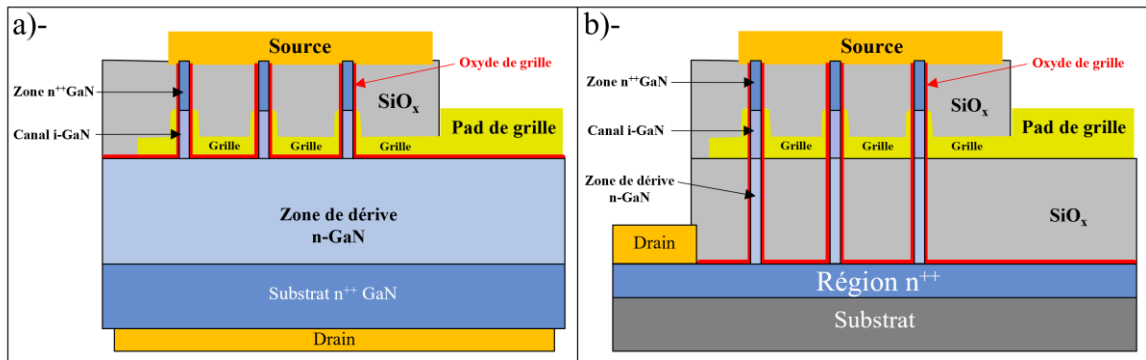 a)-
Source
Oxyde de grille
Zone n⁺⁺GaN
SiOₓ
Canal i-GaN
Pad de grille
Grille
Grille
Grille
Zone de dérive
n-GaN
Substrat n⁺⁺ GaN
Drain
b)-
Source
Oxyde de grille
Zone n⁺⁺GaN
SiOₓ
Canal i-GaN
Pad de grille
Grille
Grille
Grille
Zone de dérive
n-GaN
SiOₓ
Drain
Région n⁺⁺
Substrat